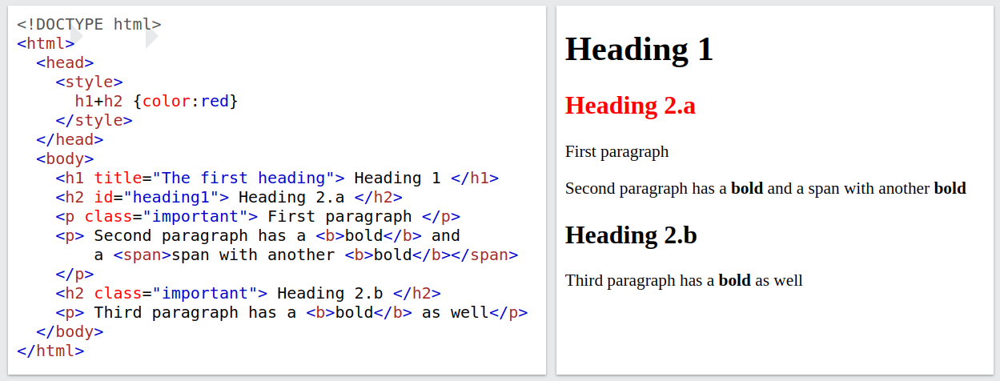 <!DOCTYPE html>
<html>
  <head>
    <style>
      h1+h2 {color:red}
    </style>
  </head>
  <body>
    <h1 title="The first heading"> Heading 1 </h1>
    <h2 id="heading1"> Heading 2.a </h2>
    <p class="important"> First paragraph </p>
    <p> Second paragraph has a <b>bold</b> and
        a <span>span with another <b>bold</b></span>
    </p>
    <h2 class="important"> Heading 2.b </h2>
    <p> Third paragraph has a <b>bold</b> as well</p>
  </body>
</html>
Heading 1
Heading 2.a
First paragraph
Second paragraph has a bold and a span with another bold
Heading 2.b
Third paragraph has a bold as well